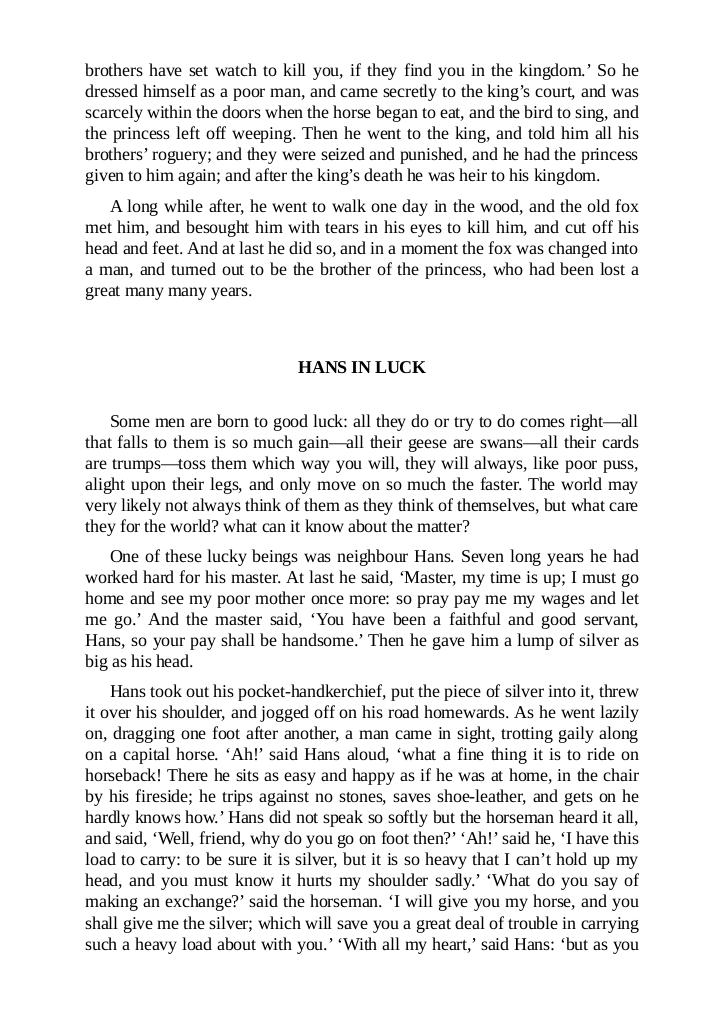 brothers have set watch to kill you, if they find you in the kingdom.’ So he
dressed himself as a poor man, and came secretly to the king’s court, and was
scarcely within the doors when the horse began to eat, and the bird to sing, and
the princess left off weeping. Then he went to the king, and told him all his
brothers’ roguery; and they were seized and punished, and he had the princess
given to him again; and after the king’s death he was heir to his kingdom.
A long while after, he went to walk one day in the wood, and the old fox
met him, and besought him with tears in his eyes to kill him, and cut off his
head and feet. And at last he did so, and in a moment the fox was changed into
a man, and turned out to be the brother of the princess, who had been lost a
great many many years.
HANS IN LUCK
Some men are born to good luck: all they do or try to do comes right—all
that falls to them is so much gain—all their geese are swans—all their cards
are trumps—toss them which way you will, they will always, like poor puss,
alight upon their legs, and only move on so much the faster. The world may
very likely not always think of them as they think of themselves, but what care
they for the world? what can it know about the matter?
One of these lucky beings was neighbour Hans. Seven long years he had
worked hard for his master. At last he said, ‘Master, my time is up; I must go
home and see my poor mother once more: so pray pay me my wages and let
me go.’ And the master said, ‘You have been a faithful and good servant,
Hans, so your pay shall be handsome.’ Then he gave him a lump of silver as
big as his head.
Hans took out his pocket-handkerchief, put the piece of silver into it, threw
it over his shoulder, and jogged off on his road homewards. As he went lazily
on, dragging one foot after another, a man came in sight, trotting gaily along
on a capital horse. ‘Ah!’ said Hans aloud, ‘what a fine thing it is to ride on
horseback! There he sits as easy and happy as if he was at home, in the chair
by his fireside; he trips against no stones, saves shoe-leather, and gets on he
hardly knows how.’ Hans did not speak so softly but the horseman heard it all,
and said, ‘Well, friend, why do you go on foot then?’ ‘Ah!’ said he, ‘I have this
load to carry: to be sure it is silver, but it is so heavy that I can’t hold up my
head, and you must know it hurts my shoulder sadly.’ ‘What do you say of
making an exchange?’ said the horseman. ‘I will give you my horse, and you
shall give me the silver; which will save you a great deal of trouble in carrying
such a heavy load about with you.’ ‘With all my heart,’ said Hans: ‘but as you